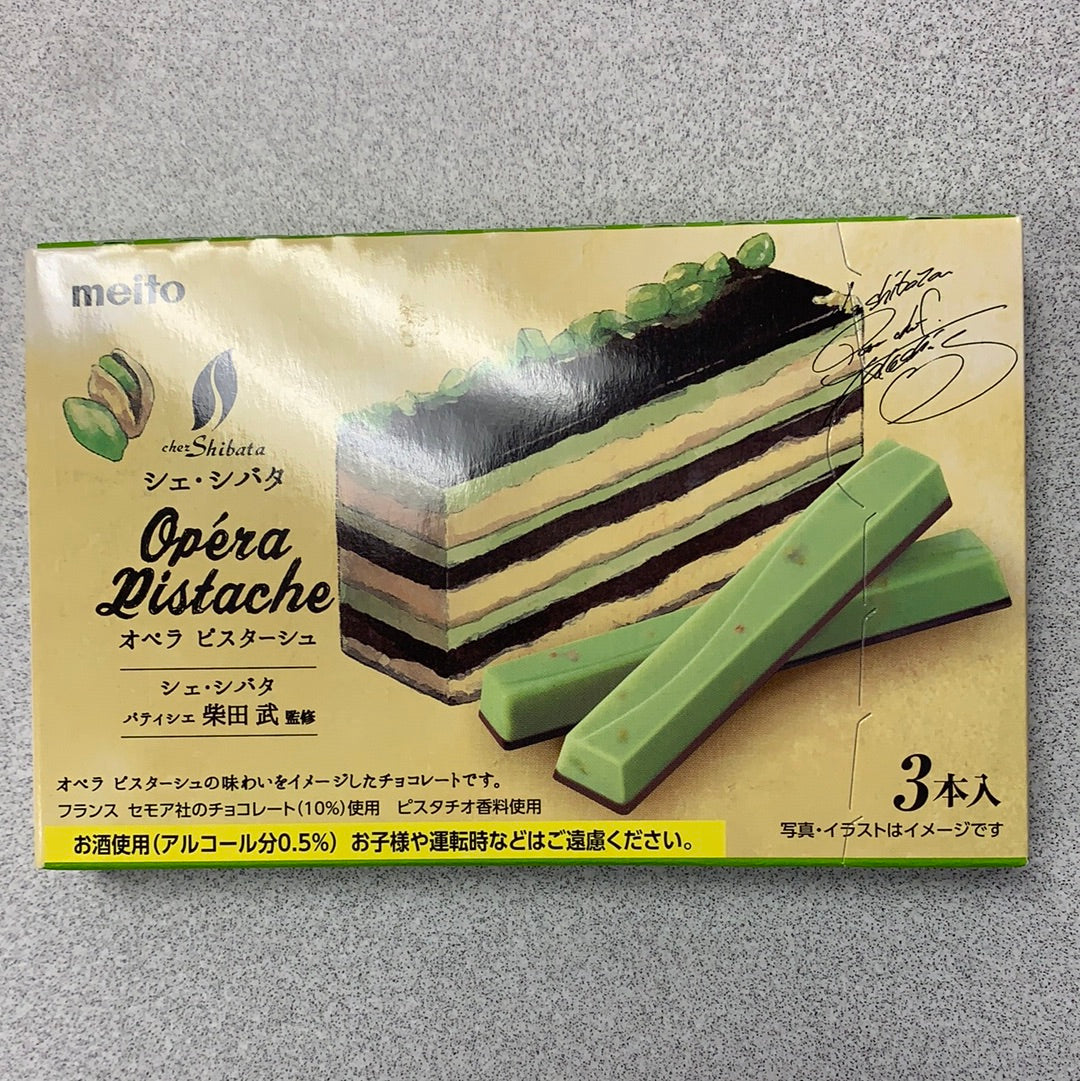 meito
chez Shibata
シェ・シバタ
Opéra
Pistache
オペラ ピスターシュ
シェ・シバタ
パティシエ 柴田 武 監修
オペラ ピスターシュの味わいをイメージしたチョコレートです。
フランス セモア社のチョコレート(10%)使用 ピスタチオ香料使用
お酒使用(アルコール分0.5%) お子様や運転時などはご遠慮ください。
3本入
写真・イラストはイメージです